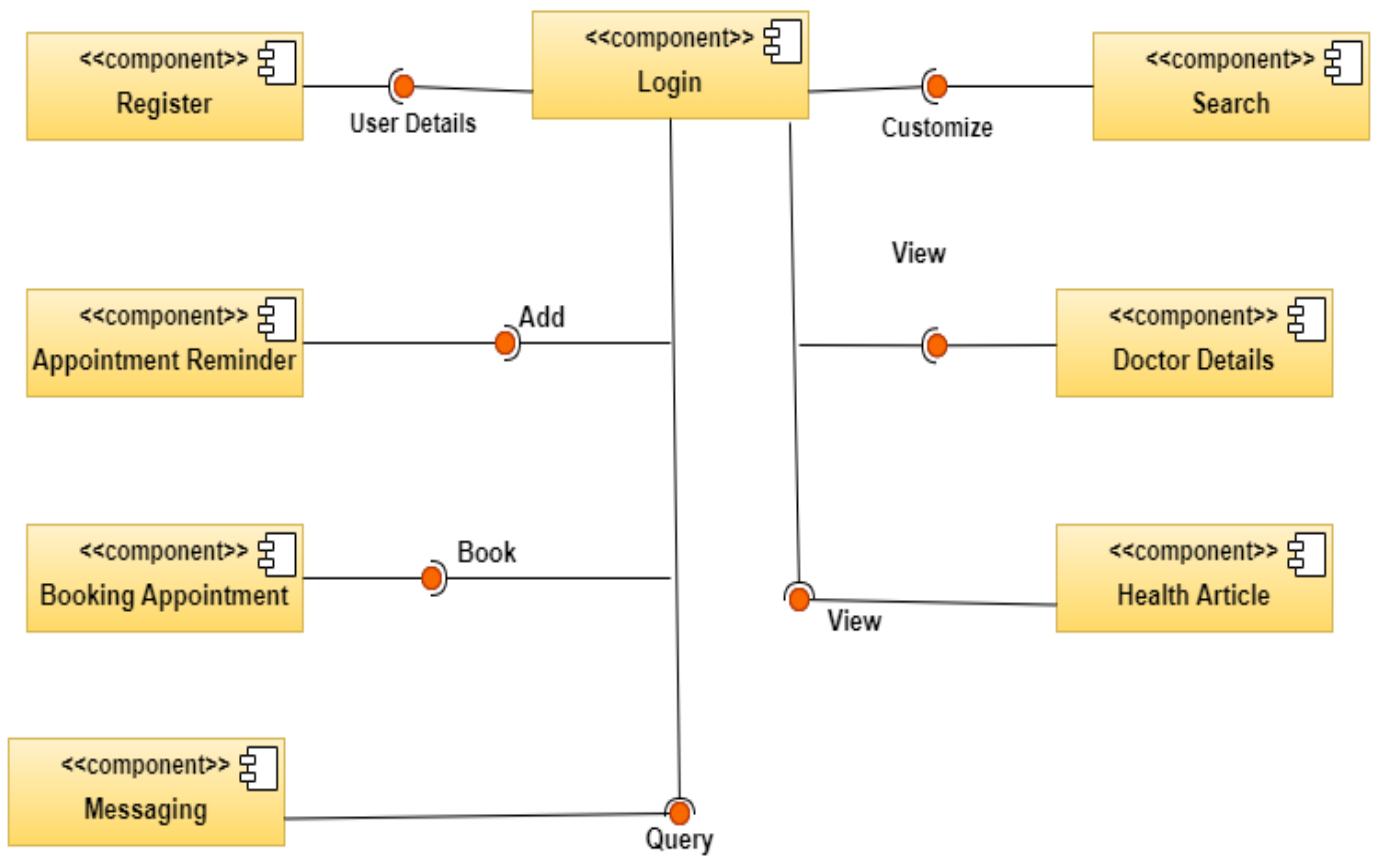 <<component>>
Register
User Details
<<component>>
Login
Customize
<<component>>
Search
View
<<component>>
Appointment Reminder
Add
<<component>>
Doctor Details
<<component>>
Booking Appointment
Book
<<component>>
Health Article
View
<<component>>
Messaging
Query